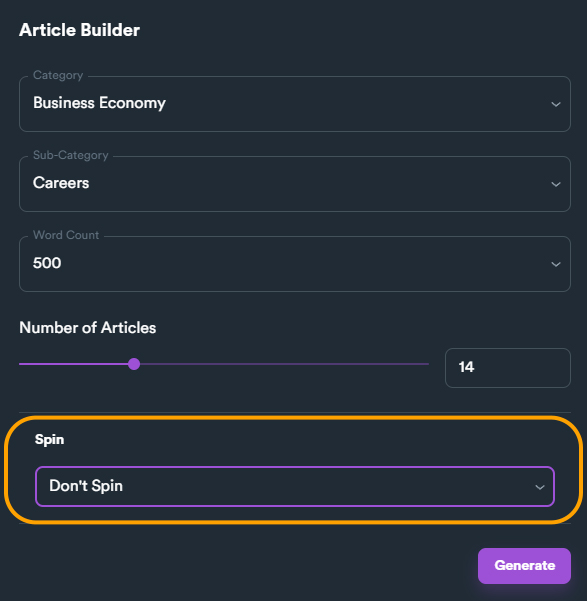 Article Builder
Category
Business Economy
Sub-Category
Careers
Word Count
500
Number of Articles
14
Spin
Don't Spin
Generate